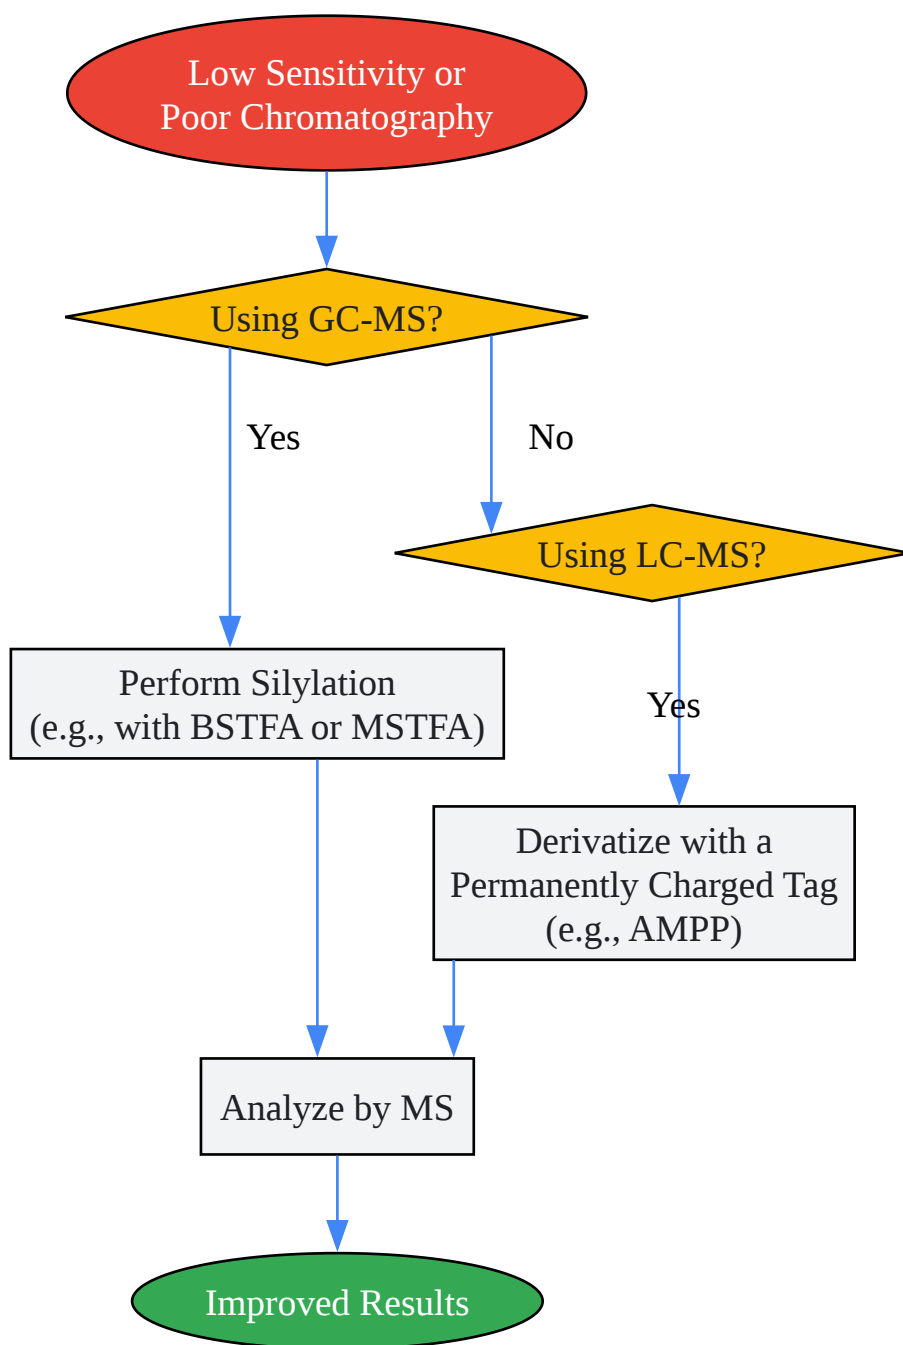 Low Sensitivity or
Poor Chromatography
Using GC-MS?
Yes
No
Using LC-MS?
Perform Silylation
(e.g., with BSTFA or MSTFA)
Yes
Derivatize with a
Permanently Charged Tag
(e.g., AMPP)
Analyze by MS
Improved Results